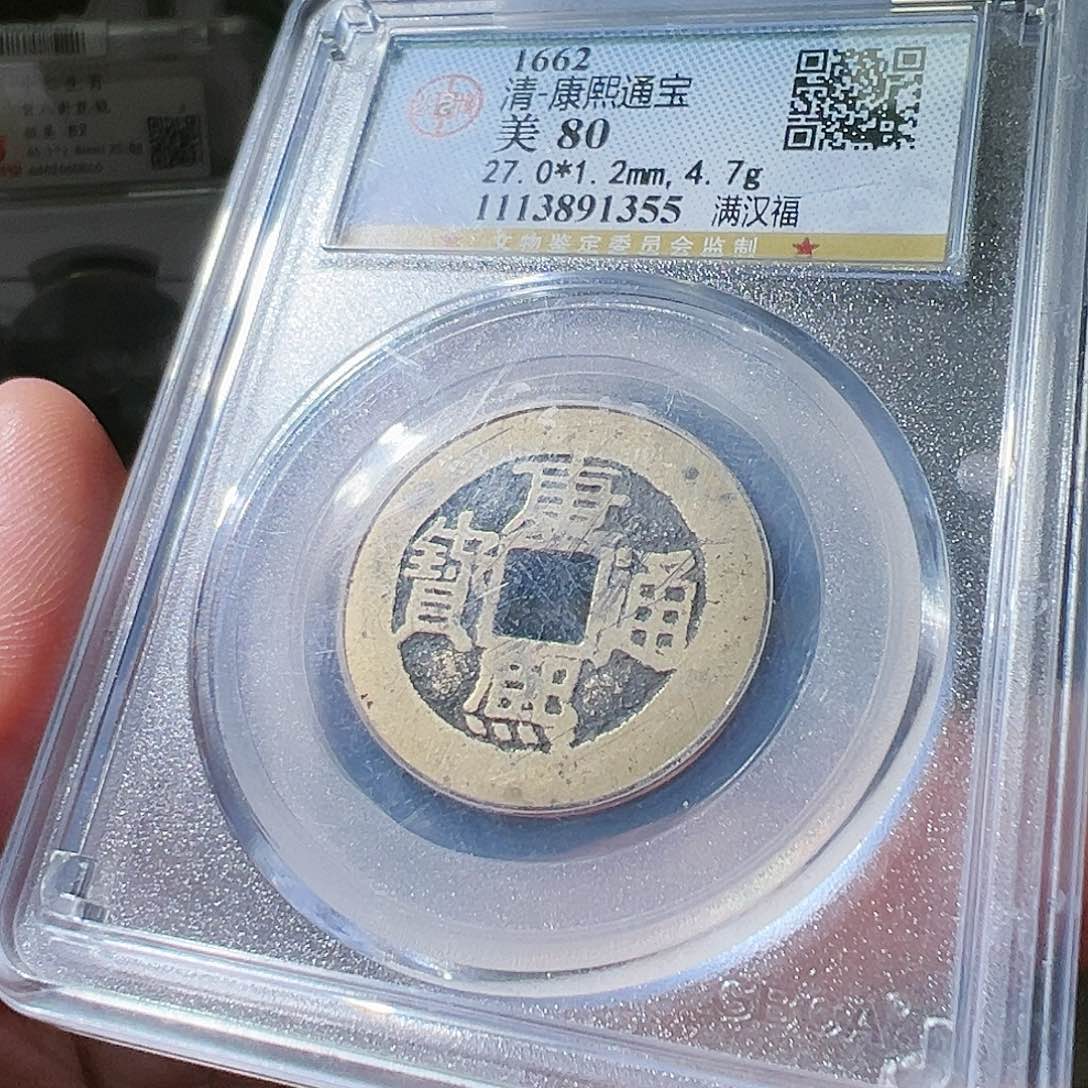 1662
清-康熙通宝
美 80
27.0*1.2mm, 4.7g
1113891355 满汉福
文物鉴定委员会监制
康熙通寶